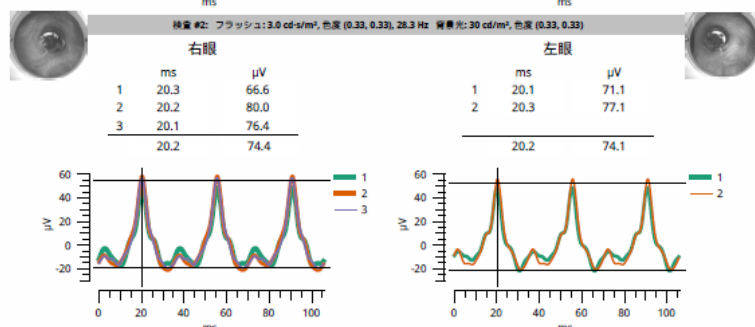 ms ms
検査 #2: フラッシュ: 3.0 cd·s/m², 色度 (0.33, 0.33), 28.3 Hz 背景光: 30 cd/m², 色度 (0.33, 0.33)
右眼
ms µV
1 20.3 66.6
2 20.2 80.0
3 20.1 76.4
20.2 74.4
左眼
ms µV
1 20.1 71.1
2 20.3 77.1
20.2 74.1
µV
60
40
20
0
-20
0 20 40 60 80 100
ms
1
2
3
µV
60
40
20
0
-20
0 20 40 60 80 100
ms
1
2